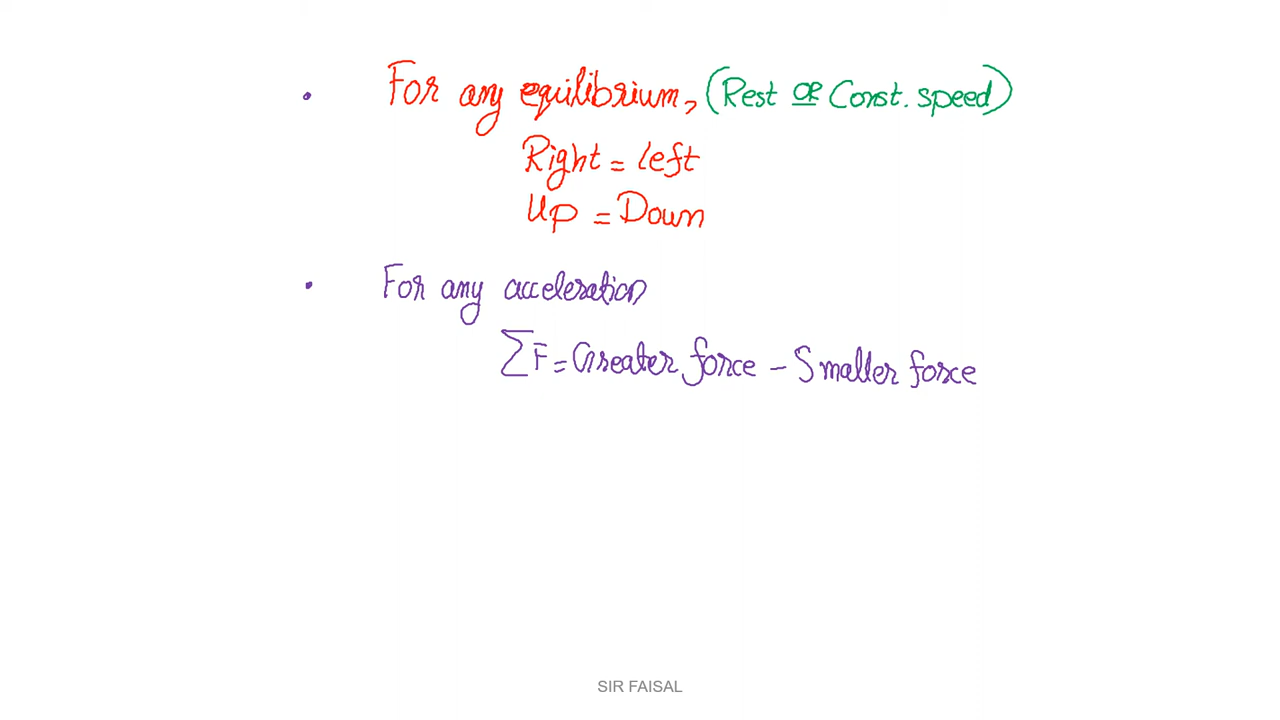 • For any equilibrium, (Rest OR Const. speed)
Right = Left
Up = Down
• For any acceleration
ΣF = Greater force - Smaller force
SIR FAISAL